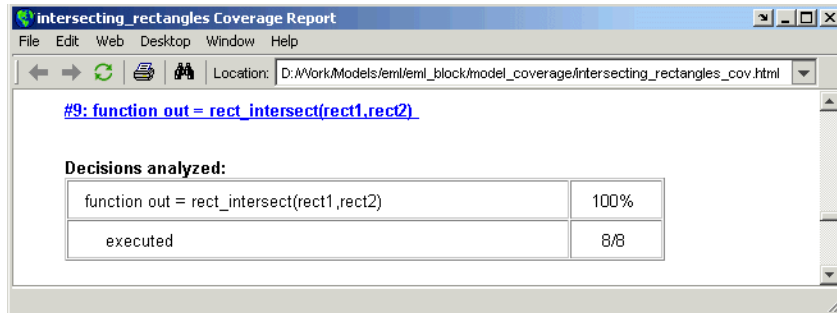 intersecting_rectangles Coverage Report
File Edit Web Desktop Window Help
Location: D:/Work/Models/eml/eml_block/model_coverage/intersecting_rectangles_cov.html
#9: function out = rect_intersect(rect1,rect2)
Decisions analyzed:
function out = rect_intersect(rect1,rect2) 100%
executed 8/8